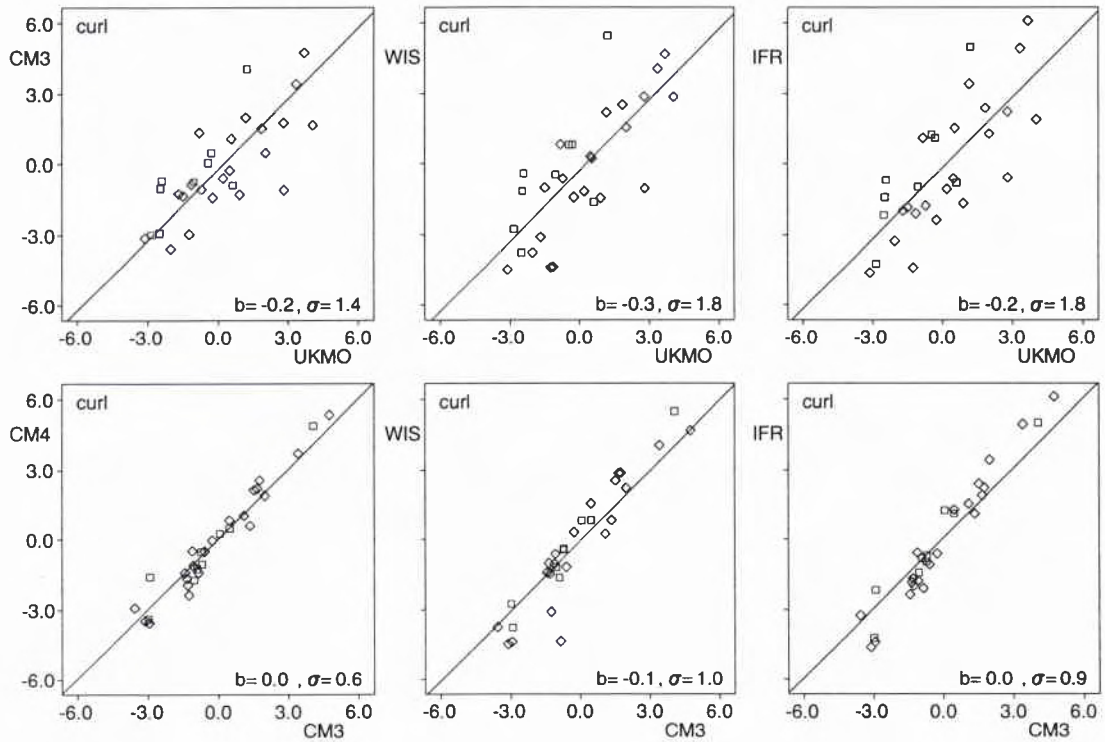 curl
6.0
CM3
3.0
0.0
-3.0
-6.0
b= -0.2 , σ= 1.4
-6.0 -3.0 0.0 3.0 6.0
UKMO
curl
WIS
b= -0.3 , σ= 1.8
-6.0 -3.0 0.0 3.0 6.0
UKMO
curl
IFR
b= -0.2 , σ= 1.8
-6.0 -3.0 0.0 3.0 6.0
UKMO
curl
6.0
CM4
3.0
0.0
-3.0
-6.0
b= 0.0 , σ= 0.6
-6.0 -3.0 0.0 3.0 6.0
CM3
curl
WIS
b= -0.1 , σ= 1.0
-6.0 -3.0 0.0 3.0 6.0
CM3
curl
IFR
b= 0.0 , σ= 0.9
-6.0 -3.0 0.0 3.0 6.0
CM3